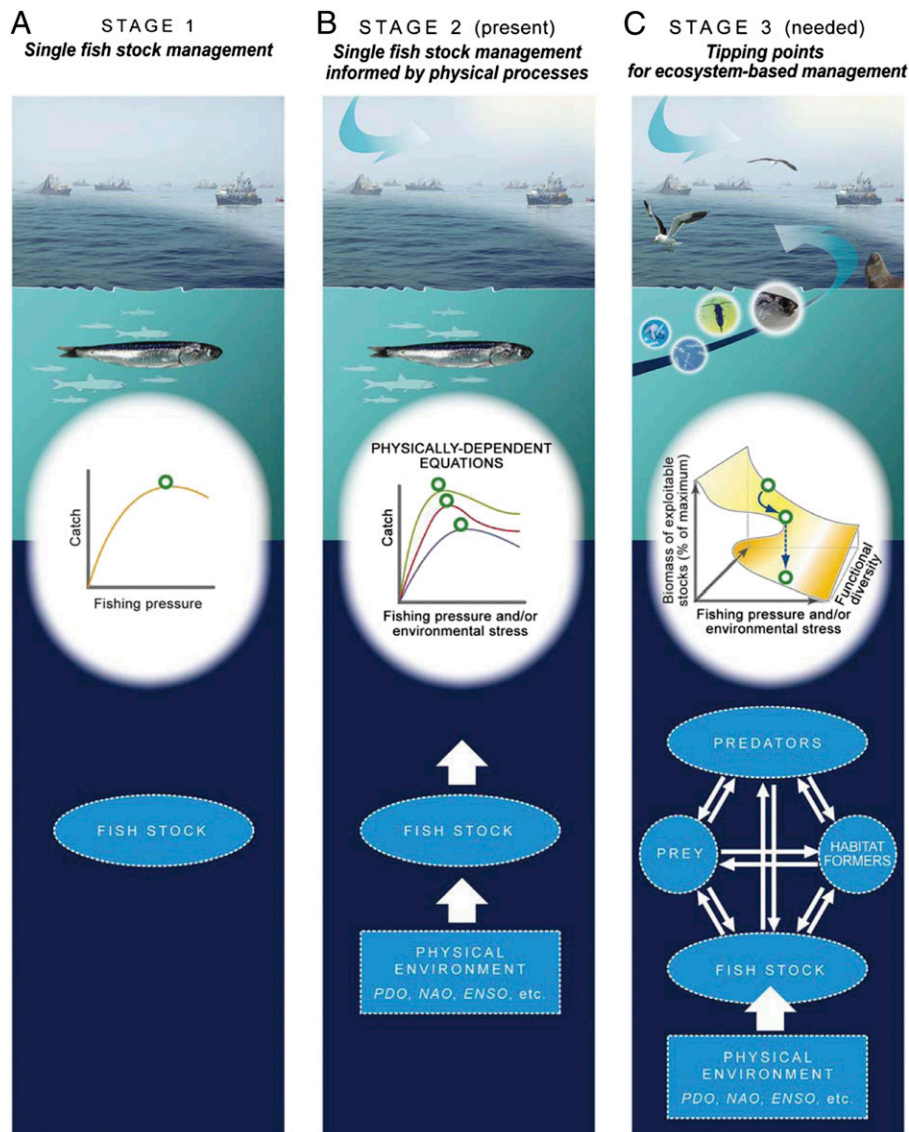 A STAGE 1
Single fish stock management
Catch
Fishing pressure
FISH STOCK
B STAGE 2 (present)
Single fish stock management
informed by physical processes
PHYSICALLY-DEPENDENT
EQUATIONS
Catch
Fishing pressure and/or
environmental stress
FISH STOCK
PHYSICAL
ENVIRONMENT
PDO, NAO, ENSO, etc.
C STAGE 3 (needed)
Tipping points
for ecosystem-based management
Biomass of exploitable
stocks (% of maximum)
Functional
diversity
Fishing pressure and/or
environmental stress
PREDATORS
PREY
HABITAT
FORMERS
FISH STOCK
PHYSICAL
ENVIRONMENT
PDO, NAO, ENSO, etc.